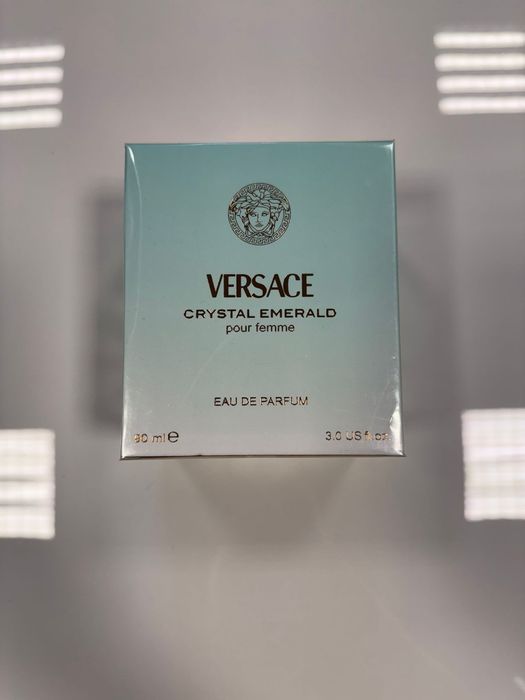 VERSACE
CRYSTAL EMERALD
pour femme
EAU DE PARFUM
ml e
3.0 US fl oz